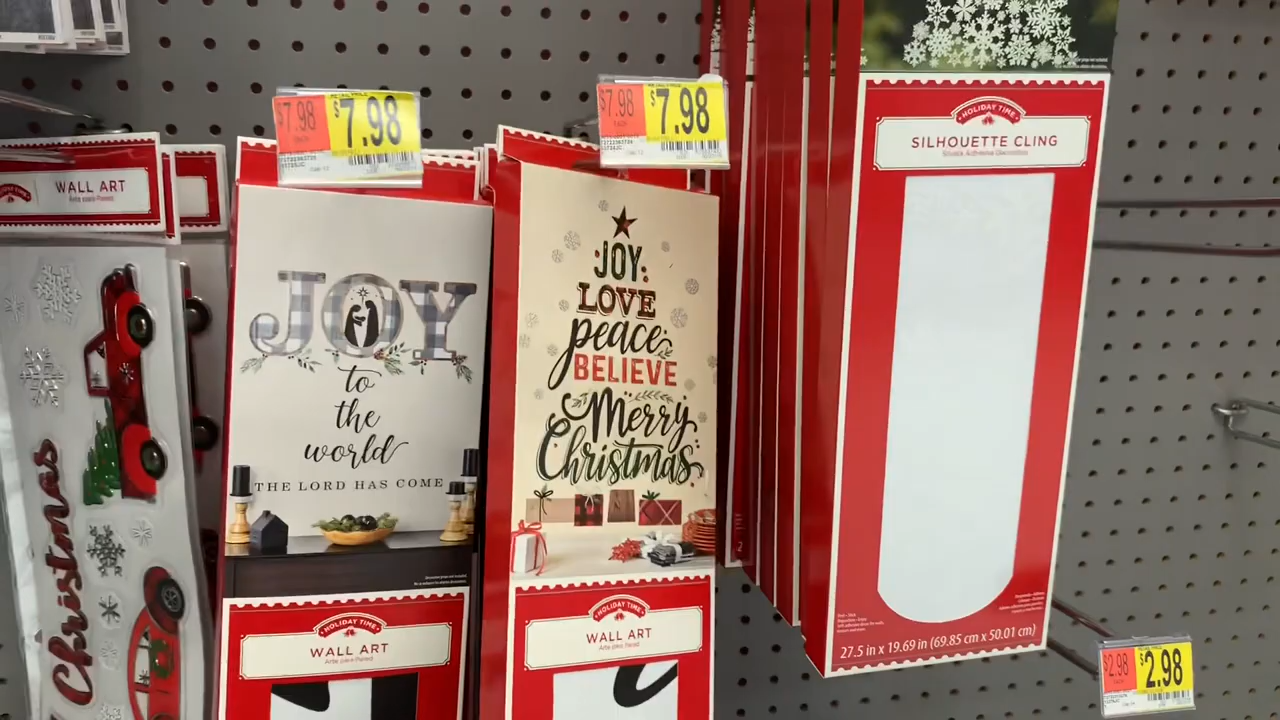 $7.98
$7.98
$7.98
$7.98
HOLIDAY TIME
SILHOUETTE CLING
WALL ART
Arte para Pared
Christmas
JOY
to
the
world
THE LORD HAS COME
HOLIDAY TIME
WALL ART
Arte para Pared
JOY
LOVE
peace
BELIEVE
Merry
Christmas
HOLIDAY TIME
WALL ART
Arte para Pared
27.5 in x 19.69 in (69.85 cm x 50.01 cm)
$2.98
$2.98